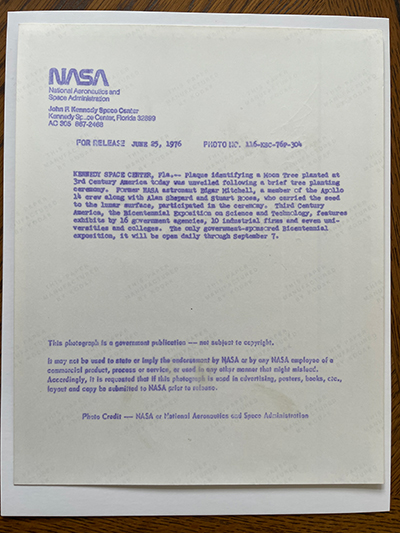 NASA
National Aeronautics and
Space Administration
John F. Kennedy Space Center
Kennedy Space Center, Florida 32899
AC 305 867-2468
FOR RELEASE JUNE 25, 1976 PHOTO NO. 116-KSC-76P-304
KENNEDY SPACE CENTER, Fla.-- Plaque identifying a Moon Tree planted at
3rd Century America today was unveiled following a brief tree planting
ceremony. Former NASA astronaut Edgar Mitchell, a member of the Apollo
14 crew along with Alan Shepard and Stuart Roosa, who carried the seed
to the lunar surface, participated in the ceremony. Third Century
America, the Bicentennial Exposition on Science and Technology, features
exhibits by 16 government agencies, 10 industrial firms and seven uni-
versities and colleges. The only government-sponsored Bicentennial
exposition, it will be open daily through September 7.
This photograph is a government publication --- not subject to copyright.
It may not be used to state or imply the endorsement by NASA or by any NASA employee of a
commercial product, process or service, or used in any other manner that might mislead.
Accordingly, it is requested that if this photograph is used in advertising, posters, books, etc.,
layout and copy be submitted to NASA prior to release.
Photo Credit --- NASA or National Aeronautics and Space Administration